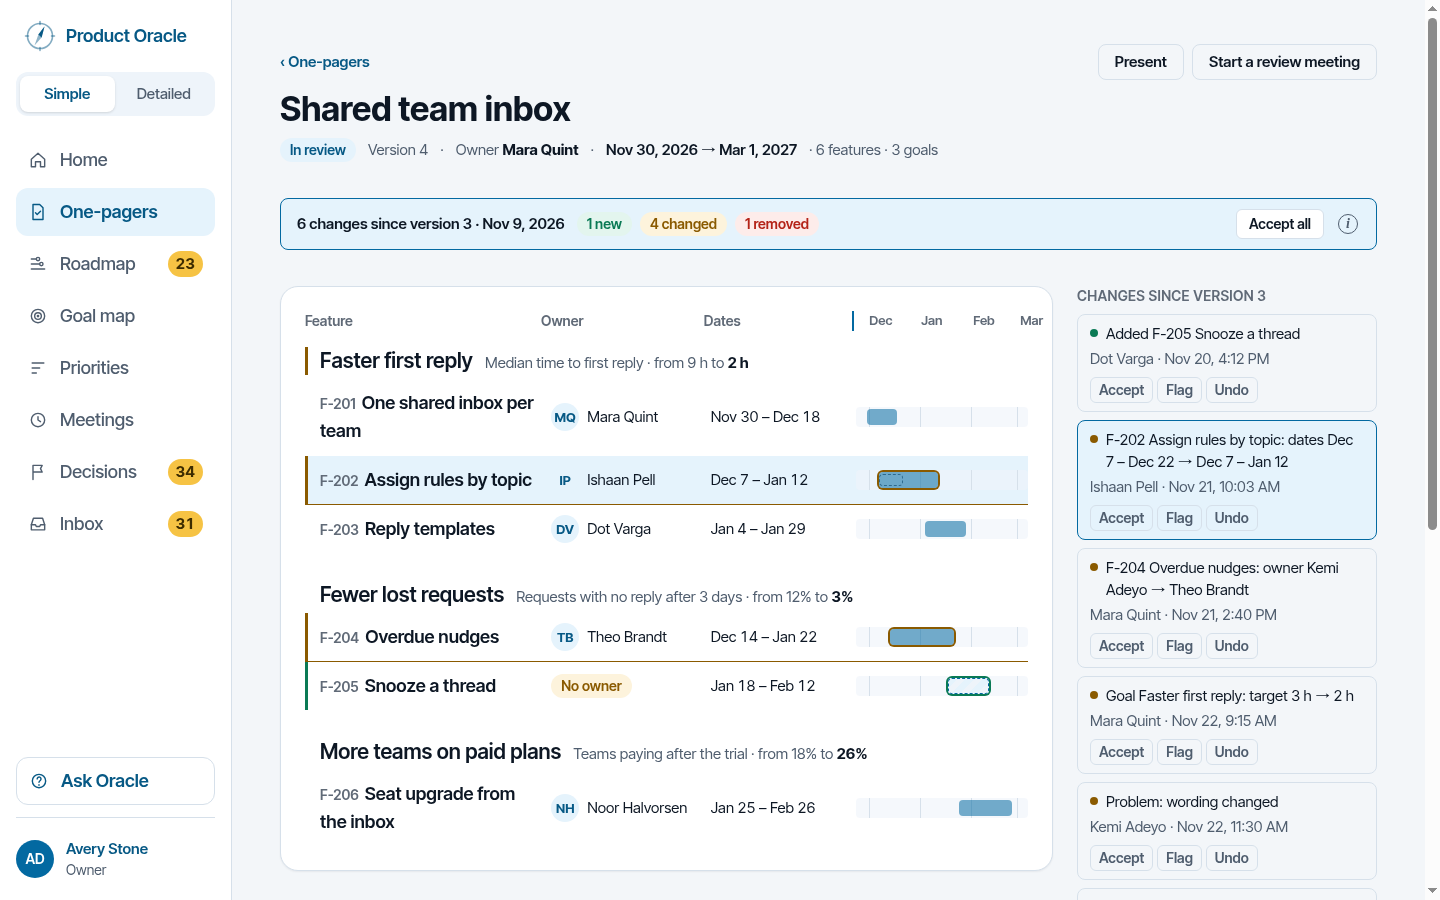 Product Oracle
Simple
Detailed
Home
One-pagers
Roadmap
23
Goal map
Priorities
Meetings
Decisions
34
Inbox
31
Ask Oracle
AD
Avery Stone
Owner
‹ One-pagers
Present
Start a review meeting
Shared team inbox
In review
Version 4 · Owner Mara Quint · Nov 30, 2026 → Mar 1, 2027 · 6 features · 3 goals
6 changes since version 3 · Nov 9, 2026
1 new
4 changed
1 removed
Accept all
i
Feature
Owner
Dates
Dec
Jan
Feb
Mar
Faster first reply
Median time to first reply · from 9 h to 2 h
F-201 One shared inbox per
team
MQ
Mara Quint
Nov 30 – Dec 18
F-202 Assign rules by topic
IP
Ishaan Pell
Dec 7 – Jan 12
F-203 Reply templates
DV
Dot Varga
Jan 4 – Jan 29
Fewer lost requests
Requests with no reply after 3 days · from 12% to 3%
F-204 Overdue nudges
TB
Theo Brandt
Dec 14 – Jan 22
F-205 Snooze a thread
No owner
Jan 18 – Feb 12
More teams on paid plans
Teams paying after the trial · from 18% to 26%
F-206 Seat upgrade from
the inbox
NH
Noor Halvorsen
Jan 25 – Feb 26
CHANGES SINCE VERSION 3
Added F-205 Snooze a thread
Dot Varga · Nov 20, 4:12 PM
Accept
Flag
Undo
F-202 Assign rules by topic: dates Dec
7 – Dec 22 → Dec 7 – Jan 12
Ishaan Pell · Nov 21, 10:03 AM
Accept
Flag
Undo
F-204 Overdue nudges: owner Kemi
Adeyo → Theo Brandt
Mara Quint · Nov 21, 2:40 PM
Accept
Flag
Undo
Goal Faster first reply: target 3 h → 2 h
Mara Quint · Nov 22, 9:15 AM
Accept
Flag
Undo
Problem: wording changed
Kemi Adeyo · Nov 22, 11:30 AM
Accept
Flag
Undo